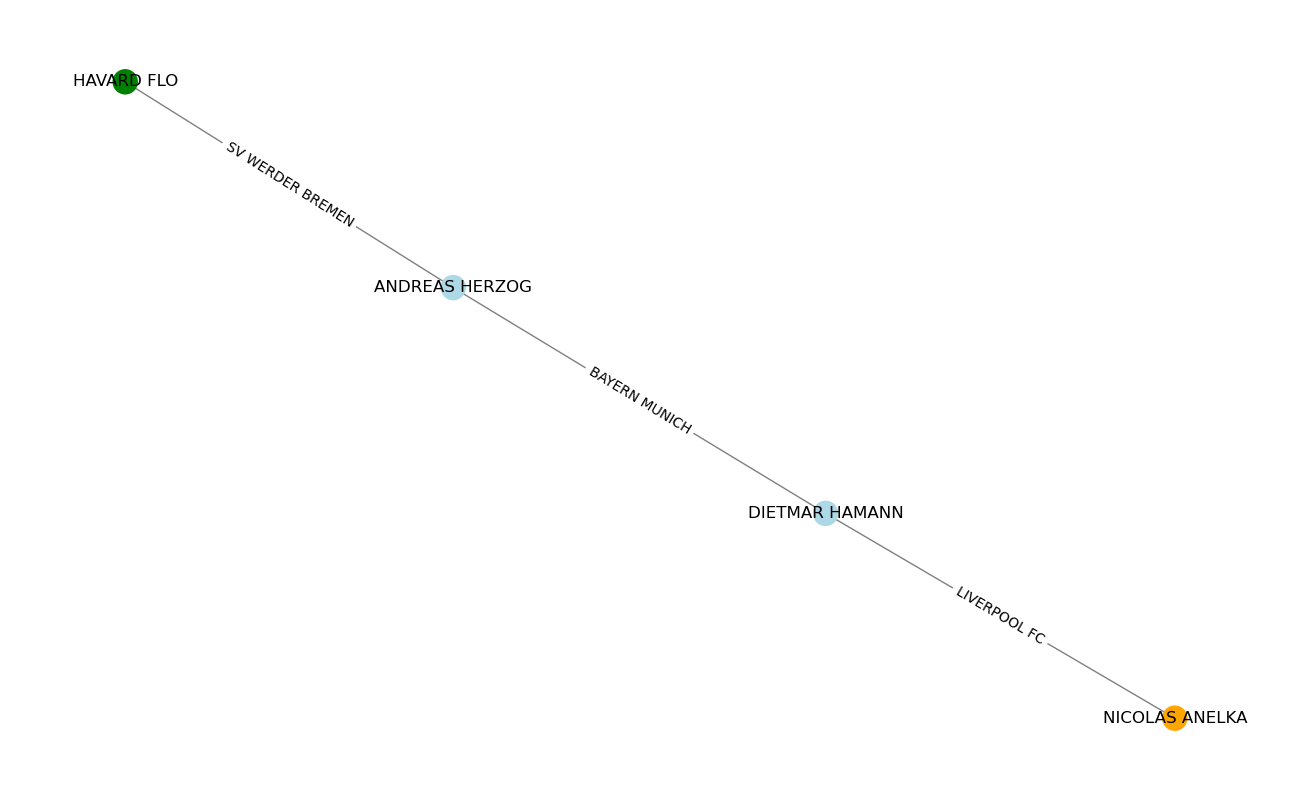 HAVARD FLO
SV WERDER BREMEN
ANDREAS HERZOG
BAYERN MUNICH
DIETMAR HAMANN
LIVERPOOL FC
NICOLAS ANELKA